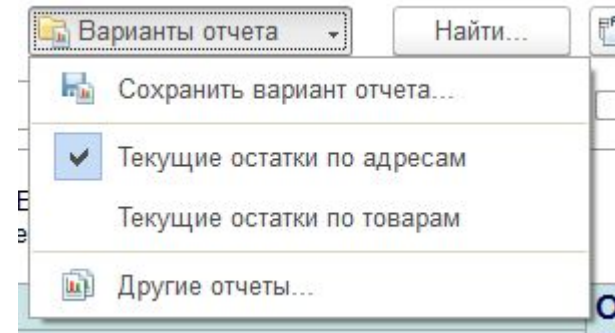 Варианты отчета
Найти...
Сохранить вариант отчета...
Текущие остатки по адресам
Текущие остатки по товарам
Другие отчеты...